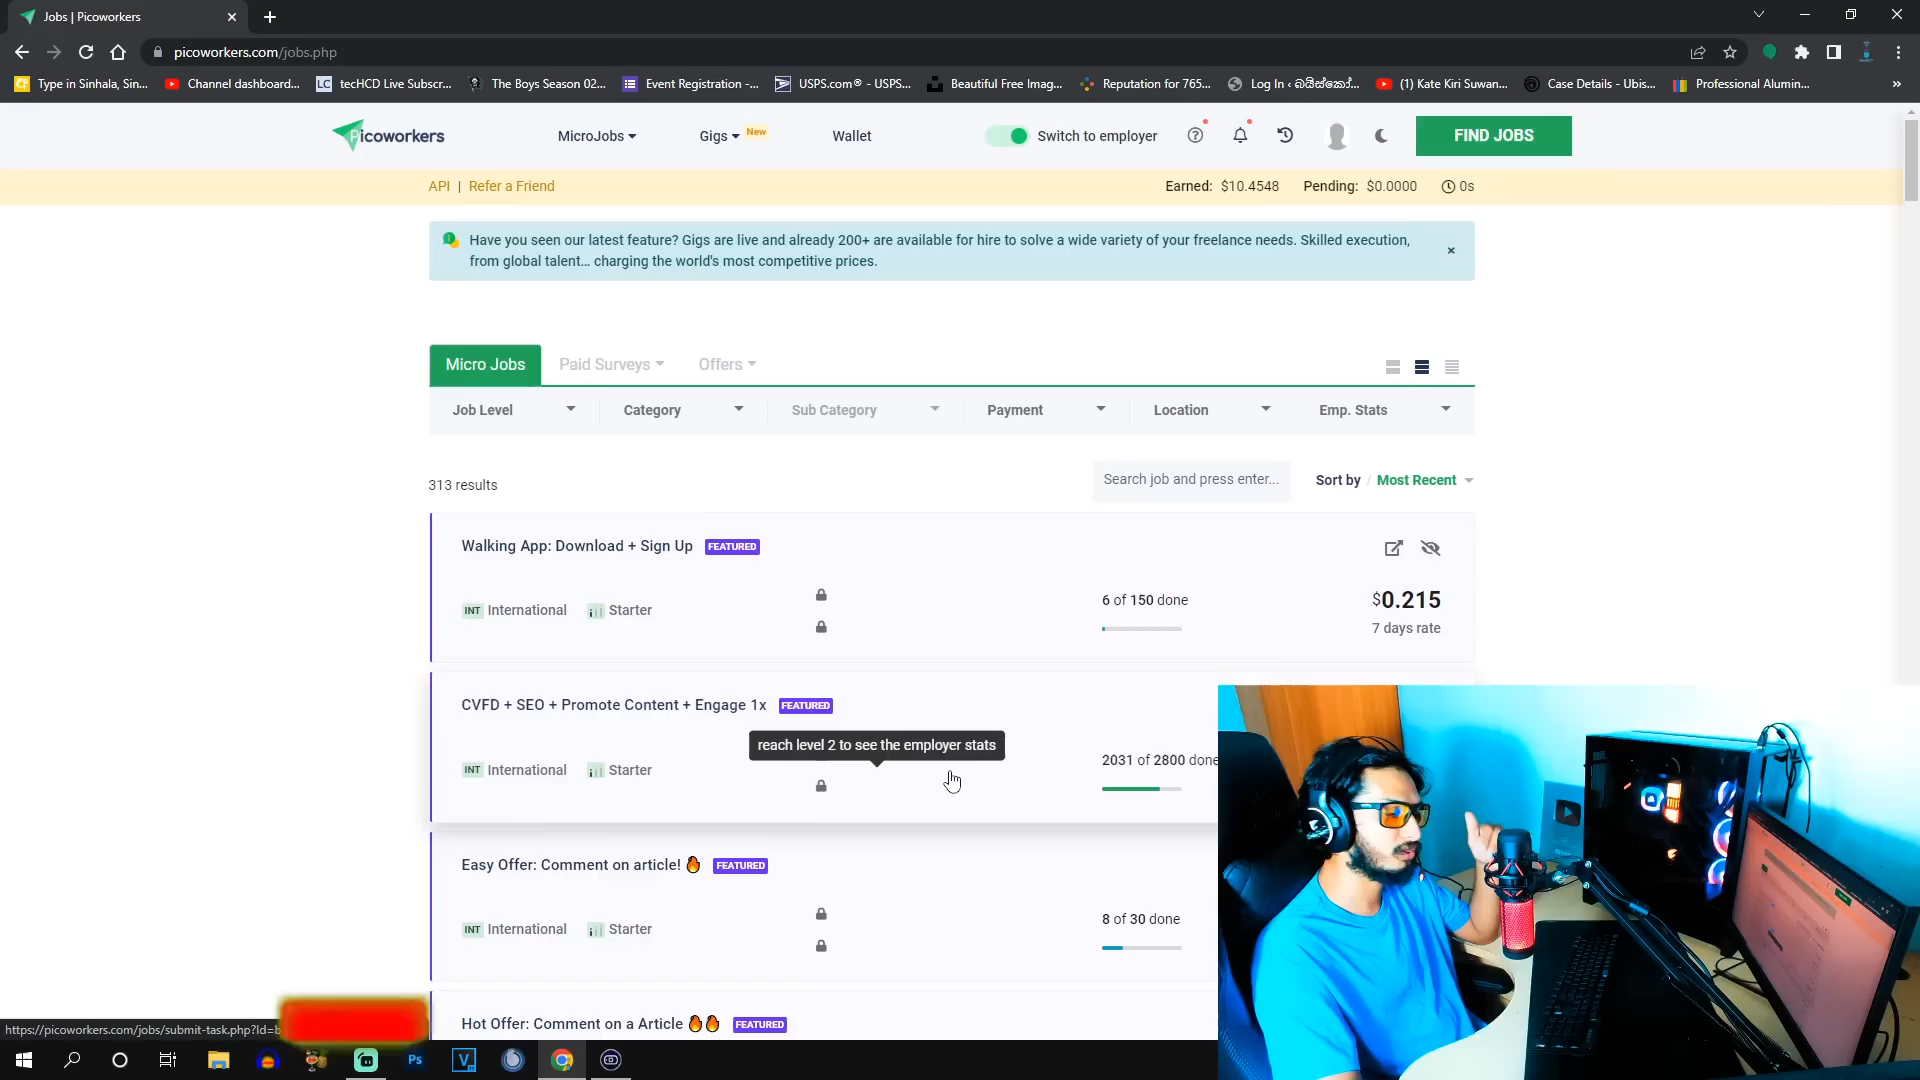 Jobs | Picoworkers
picoworkers.com/jobs.php
Type in Sinhala, Sin... Channel dashboard... LC tecHCD Live Subscr... The Boys Season 02... Event Registration -... USPS.com® - USPS... Beautiful Free Imag... Reputation for 765... Log In ‹ බයිස්කෝ... (1) Kate Kiri Suwan... Case Details - Ubis... Professional Alumin... »
Picoworkers MicroJobs Gigs New Wallet Switch to employer FIND JOBS
API | Refer a Friend Earned: $10.4548 Pending: $0.0000 0s
Have you seen our latest feature? Gigs are live and already 200+ are available for hire to solve a wide variety of your freelance needs. Skilled execution,
from global talent... charging the world's most competitive prices.
Micro Jobs Paid Surveys Offers
Job Level Category Sub Category Payment Location Emp. Stats
313 results Search job and press enter... Sort by / Most Recent
Walking App: Download + Sign Up FEATURED
INT International Starter 6 of 150 done $0.215
7 days rate
CVFD + SEO + Promote Content + Engage 1x FEATURED
reach level 2 to see the employer stats
INT International Starter 2031 of 2800 done
Easy Offer: Comment on article! 🔥 FEATURED
INT International Starter 8 of 30 done
Hot Offer: Comment on a Article 🔥🔥 FEATURED
https://picoworkers.com/jobs/submit-task.php?Id=b
Ps V